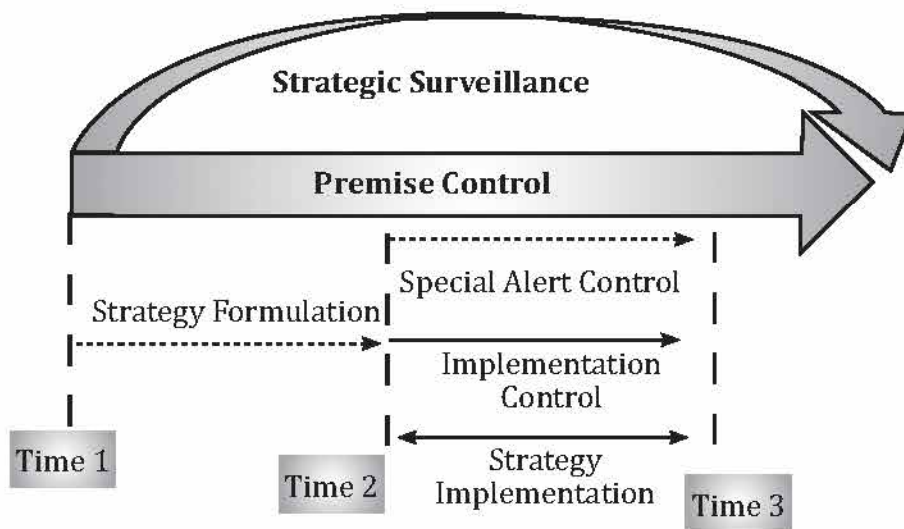 Strategic Surveillance
Premise Control
Special Alert Control
Strategy Formulation
Implementation
Control
Time 1
Strategy
Implementation
Time 2
Time 3